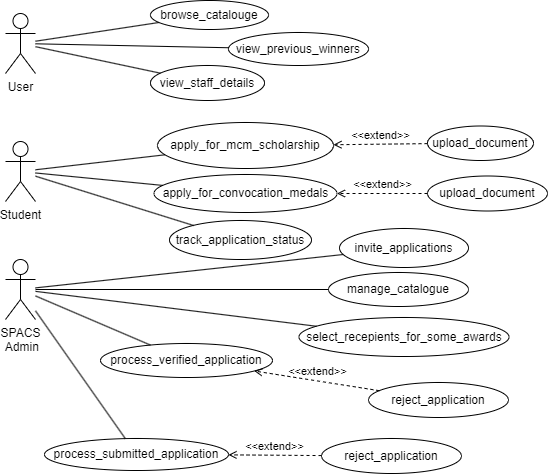 browse_catalouge
view_previous_winners
view_staff_details
User
apply_for_mcm_scholarship
<<extend>>
upload_document
apply_for_convocation_medals
<<extend>>
upload_document
Student
track_application_status
invite_applications
manage_catalogue
SPACS
Admin
select_recepients_for_some_awards
process_verified_application
<<extend>>
reject_application
process_submitted_application
<<extend>>
reject_application